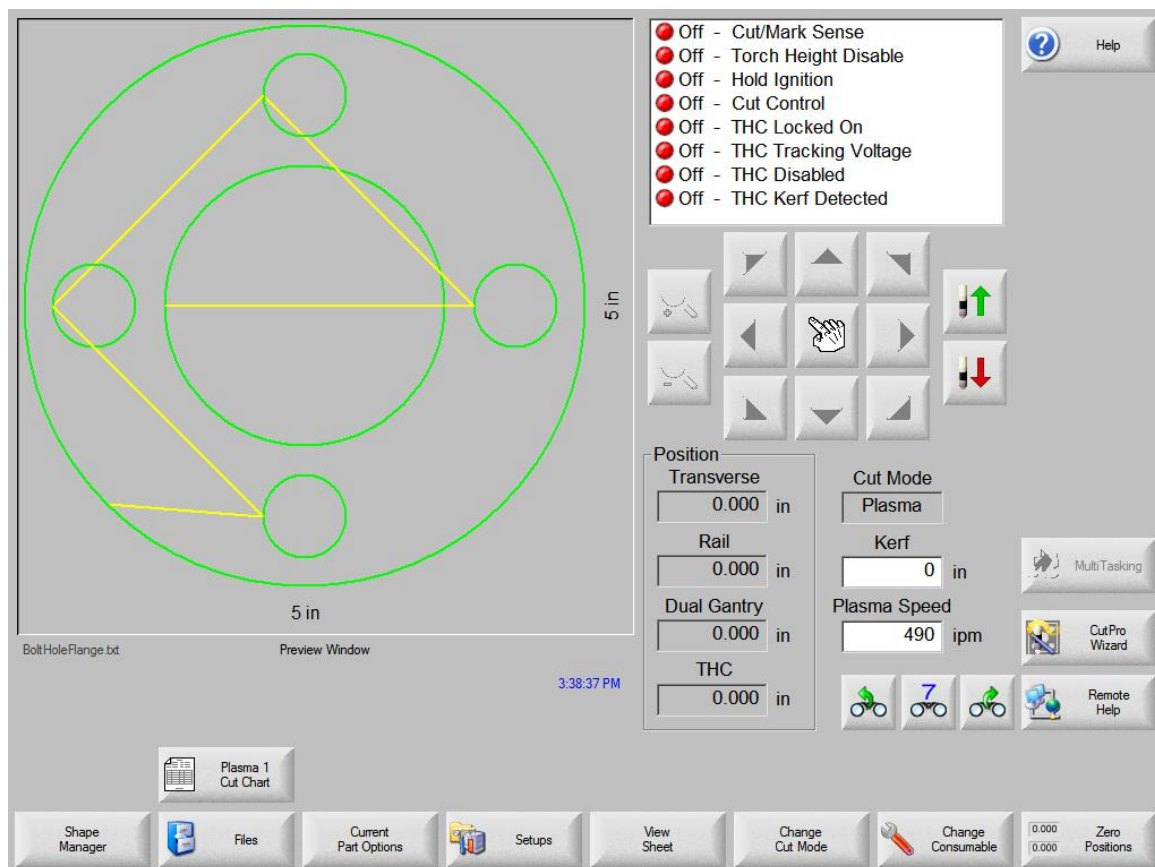 Off - Cut/Mark Sense
Off - Torch Height Disable
Off - Hold Ignition
Off - Cut Control
Off - THC Locked On
Off - THC Tracking Voltage
Off - THC Disabled
Off - THC Kerf Detected
Help
5 in
5 in
BoltHoleFlange.txt
Preview Window
3:38:37 PM
Position
Transverse
0.000 in
Rail
0.000 in
Dual Gantry
0.000 in
THC
0.000 in
Cut Mode
Plasma
Kerf
0 in
Plasma Speed
490 ipm
7
MultiTasking
CutPro
Wizard
Remote
Help
Plasma 1
Cut Chart
Shape
Manager
Files
Current
Part Options
Setups
View
Sheet
Change
Cut Mode
Change
Consumable
0.000
0.000
Zero
Positions